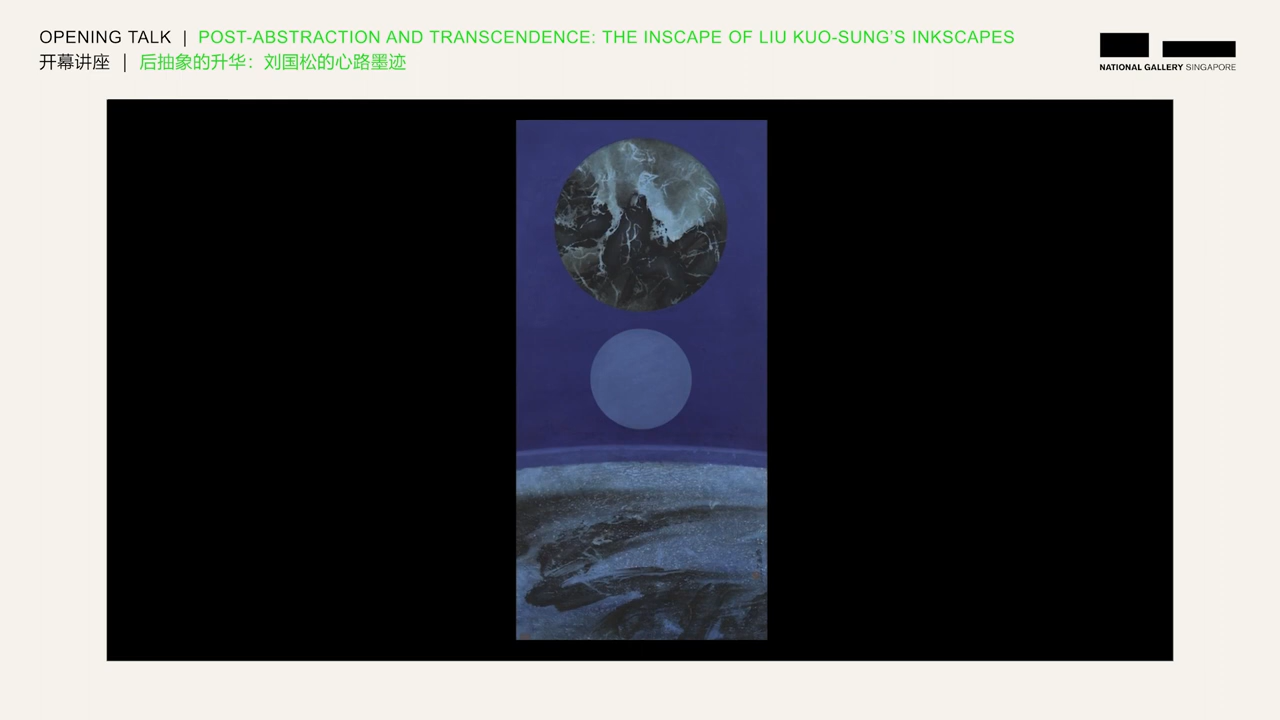 OPENING TALK | POST-ABSTRACTION AND TRANSCENDENCE: THE INSCAPE OF LIU KUO-SUNG'S INKSCAPES
开幕讲座 | 后抽象的升华：刘国松的心路墨迹
NATIONAL GALLERY SINGAPORE